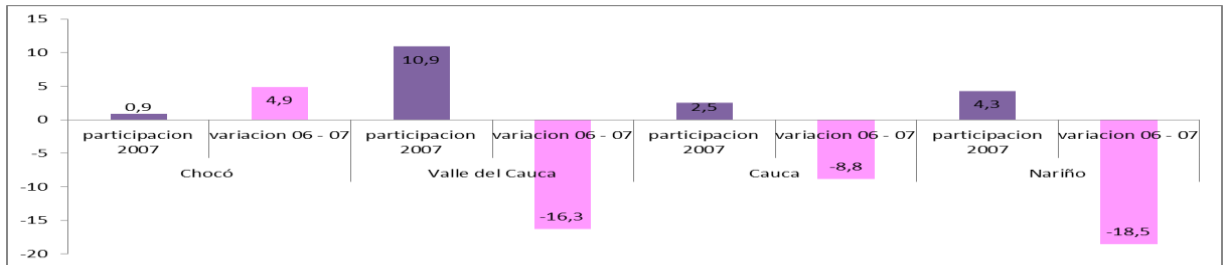 15
10
5
0
-5
-10
-15
-20
0,9
4,9
10,9
-16,3
2,5
-8,8
4,3
-18,5
participacion 2007
variacion 06 - 07
participacion 2007
variacion 06 - 07
participacion 2007
variacion 06 - 07
participacion 2007
variacion 06 - 07
Chocó
Valle del Cauca
Cauca
Nariño